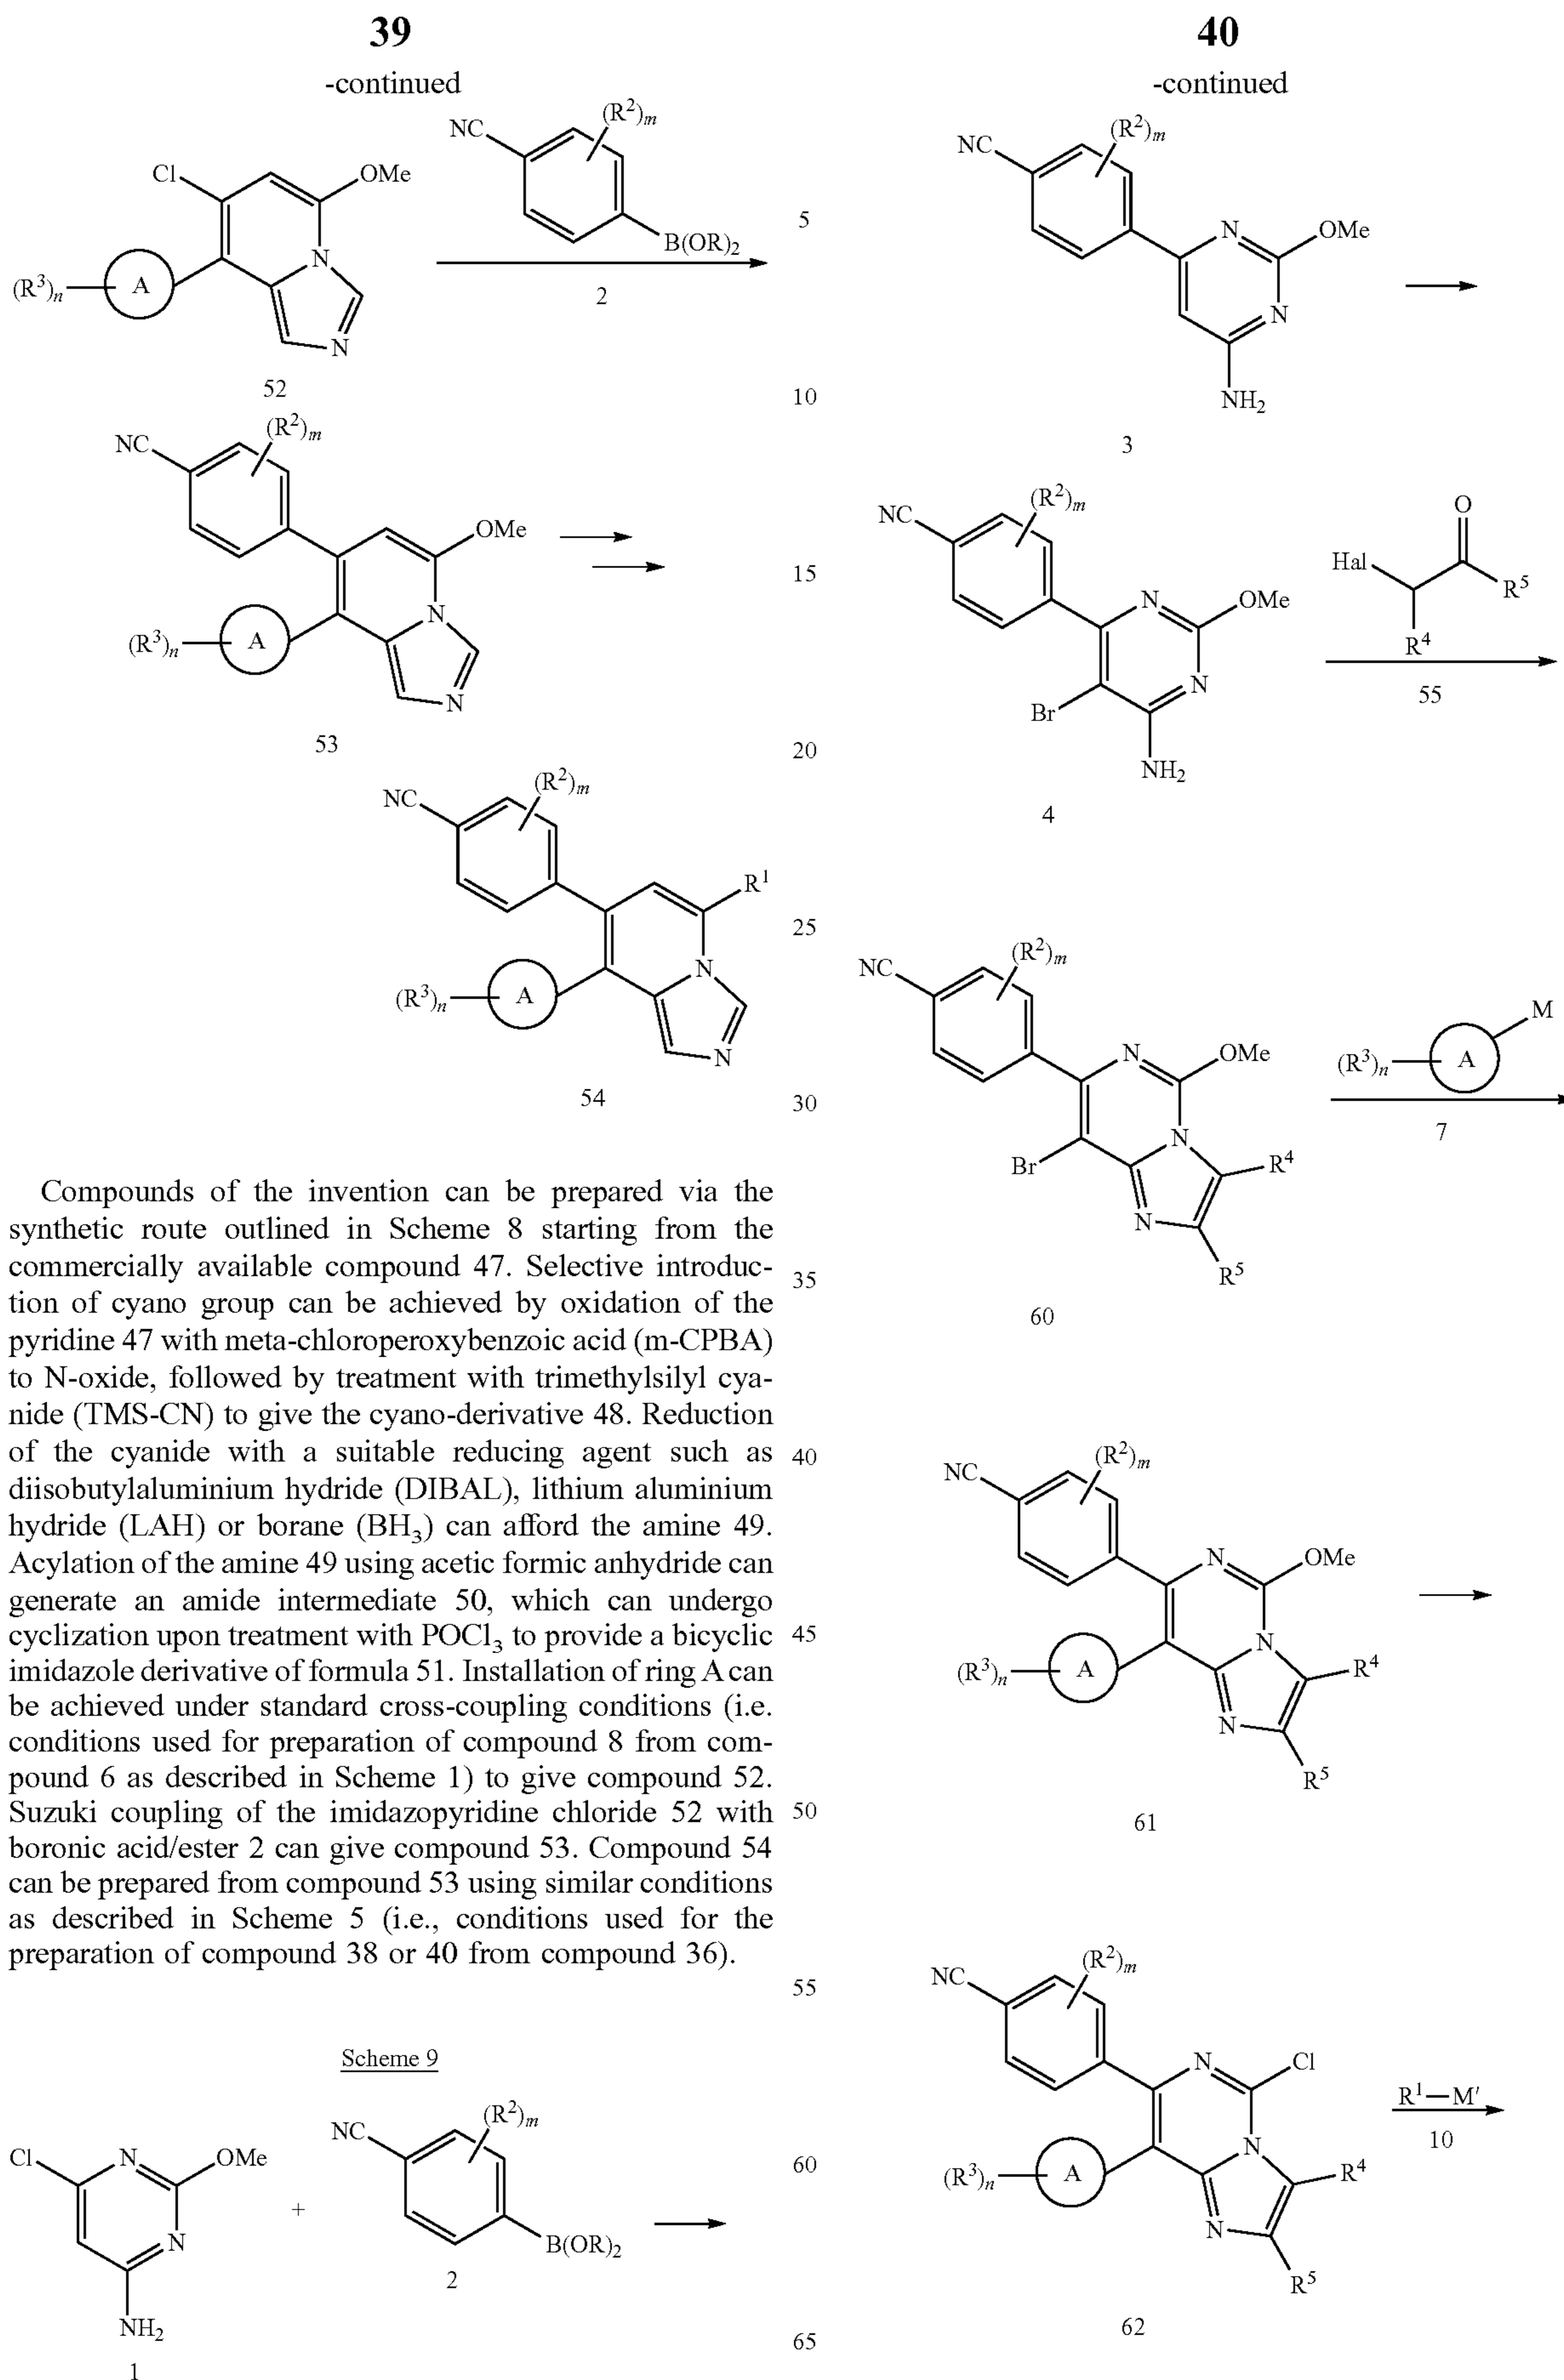 39
-continued
NC
(R²)ₘ
Cl
OMe
N
B(OR)₂
(R³)ₙ
A
2
N
52
NC
(R²)ₘ
OMe
N
(R³)ₙ
A
N
53
NC
(R²)ₘ
R¹
N
(R³)ₙ
A
N
54
Compounds of the invention can be prepared via the
synthetic route outlined in Scheme 8 starting from the
commercially available compound 47. Selective introduc-
tion of cyano group can be achieved by oxidation of the
pyridine 47 with meta-chloroperoxybenzoic acid (m-CPBA)
to N-oxide, followed by treatment with trimethylsilyl cya-
nide (TMS-CN) to give the cyano-derivative 48. Reduction
of the cyanide with a suitable reducing agent such as
diisobutylaluminium hydride (DIBAL), lithium aluminium
hydride (LAH) or borane (BH₃) can afford the amine 49.
Acylation of the amine 49 using acetic formic anhydride can
generate an amide intermediate 50, which can undergo
cyclization upon treatment with POCl₃ to provide a bicyclic
imidazole derivative of formula 51. Installation of ring A can
be achieved under standard cross-coupling conditions (i.e.
conditions used for preparation of compound 8 from com-
pound 6 as described in Scheme 1) to give compound 52.
Suzuki coupling of the imidazopyridine chloride 52 with
boronic acid/ester 2 can give compound 53. Compound 54
can be prepared from compound 53 using similar conditions
as described in Scheme 5 (i.e., conditions used for the
preparation of compound 38 or 40 from compound 36).
Scheme 9
NC
(R²)ₘ
Cl
N
OMe
+
N
B(OR)₂
2
NH₂
1
5
10
15
20
25
30
35
40
45
50
55
60
65
40
-continued
NC
(R²)ₘ
N
OMe
N
NH₂
3
NC
(R²)ₘ
O
Hal
R⁵
N
OMe
R⁴
N
55
Br
NH₂
4
NC
(R²)ₘ
M
N
OMe
(R³)ₙ
A
N
7
Br
R⁴
N
R⁵
60
NC
(R²)ₘ
N
OMe
N
(R³)ₙ
A
R⁴
N
R⁵
61
NC
(R²)ₘ
N
Cl
R¹—M′
10
N
(R³)ₙ
A
R⁴
N
R⁵
62